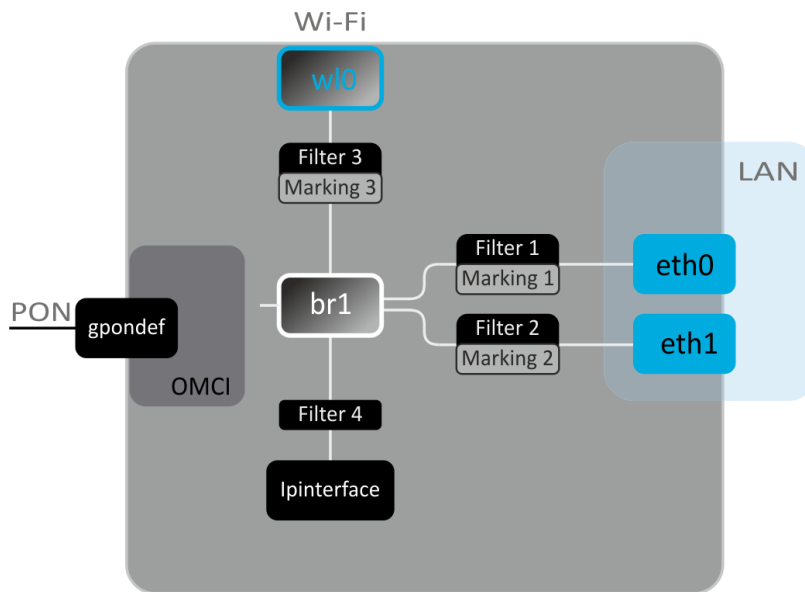 Wi-Fi
wl0
Filter 3
Marking 3
LAN
Filter 1
Marking 1
eth0
PON
gpondef
OMCI
br1
Filter 2
Marking 2
eth1
Filter 4
Ipinterface